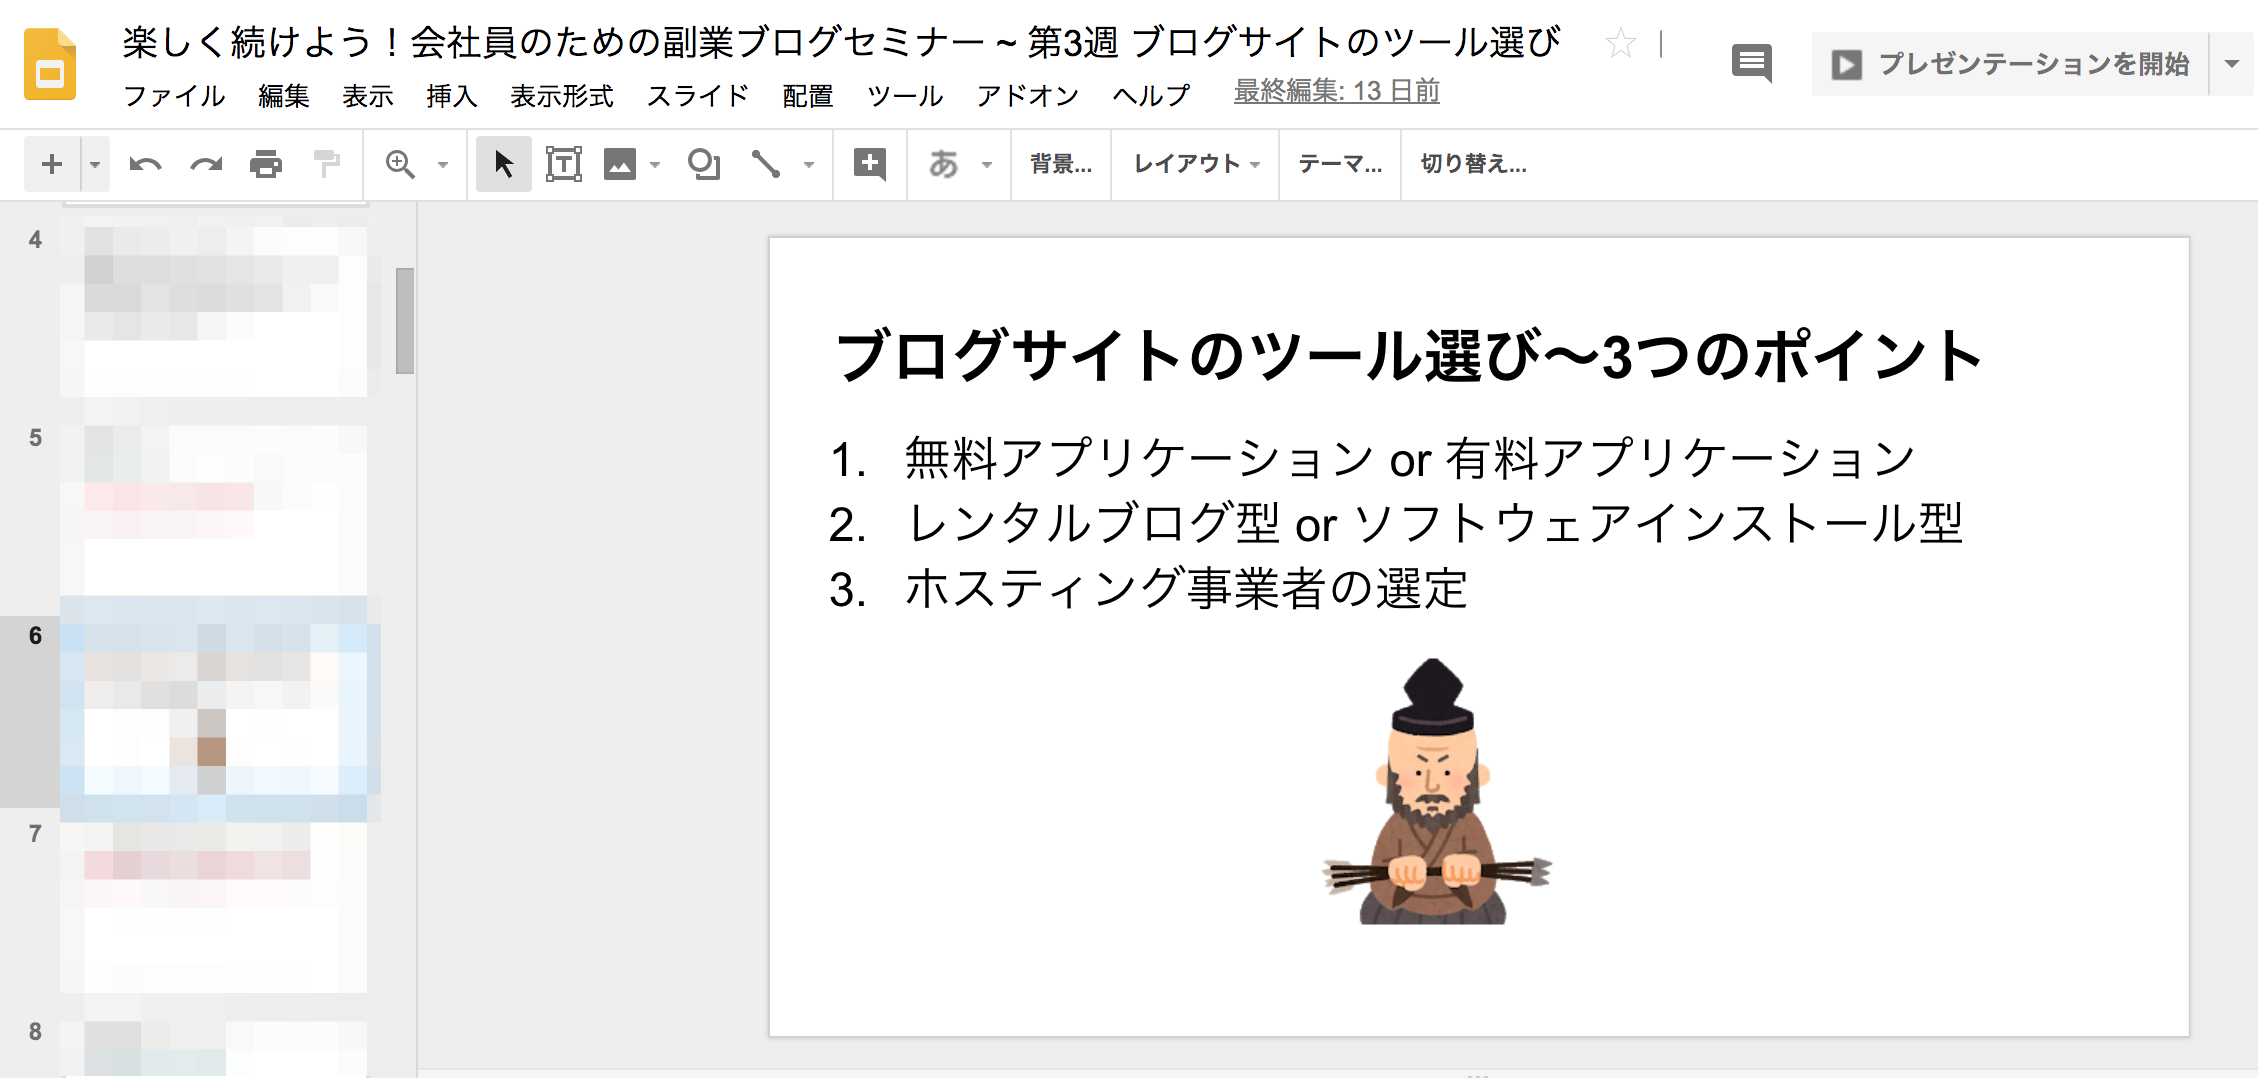 楽しく続けよう！会社員のための副業ブログセミナー ~ 第3週 ブログサイトのツール選び
ファイル 編集 表示 挿入 表示形式 スライド 配置 ツール アドオン ヘルプ 最終編集: 13 日前
プレゼンテーションを開始
あ 背景... レイアウト テーマ... 切り替え...
4
5
6
7
8
ブログサイトのツール選び〜3つのポイント
1. 無料アプリケーション or 有料アプリケーション
2. レンタルブログ型 or ソフトウェアインストール型
3. ホスティング事業者の選定